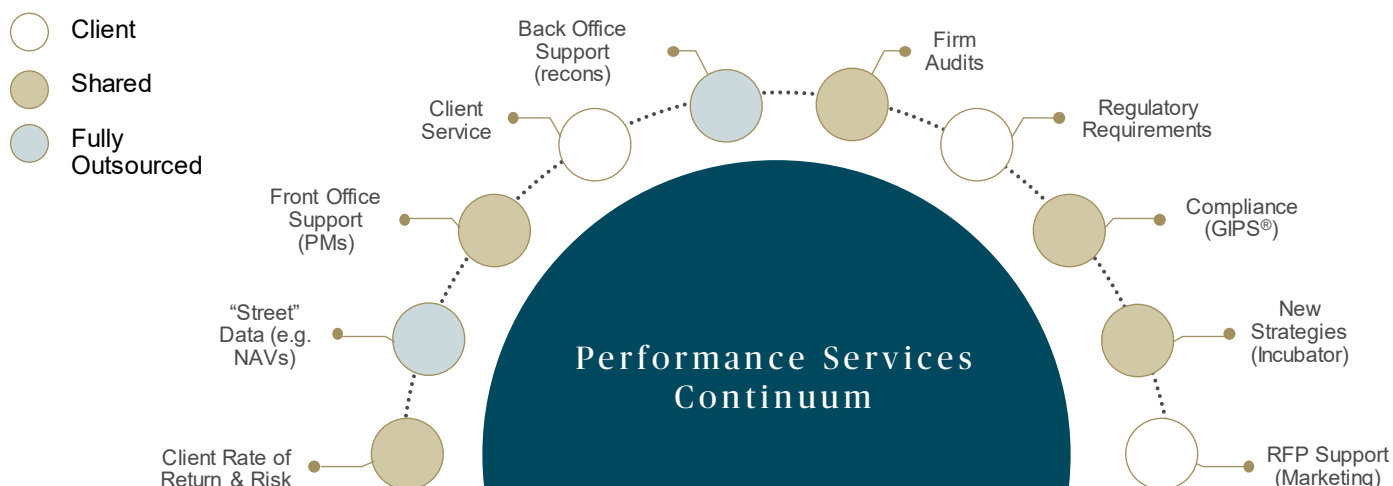 Client
Shared
Fully
Outsourced
Back Office
Support
(recons)
Firm
Audits
Client
Service
Regulatory
Requirements
Front Office
Support
(PMs)
Compliance
(GIPS®)
“Street”
Data (e.g.
NAVs)
New
Strategies
(Incubator)
Performance Services
Continuum
Client Rate of
Return & Risk
RFP Support
(Marketing)